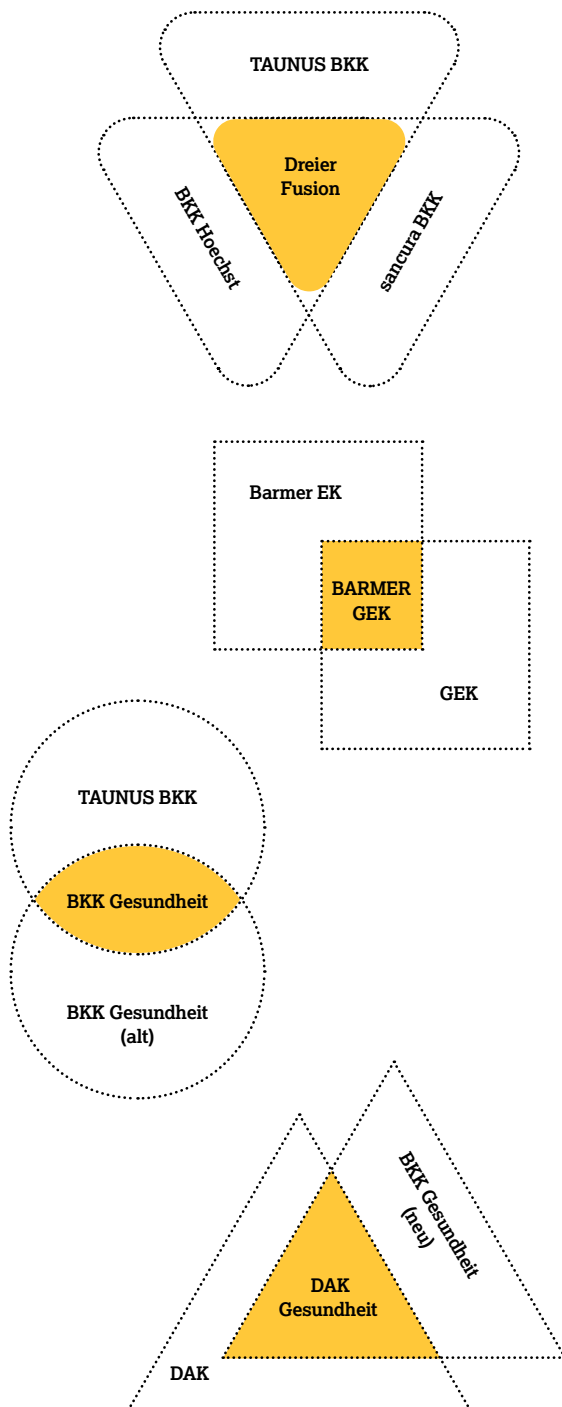 TAUNUS BKK
Dreier
Fusion
BKK Hoechst
sancura BKK
Barmer EK
BARMER
GEK
GEK
TAUNUS BKK
BKK Gesundheit
BKK Gesundheit
(alt)
BKK Gesundheit
(neu)
DAK
Gesundheit
DAK